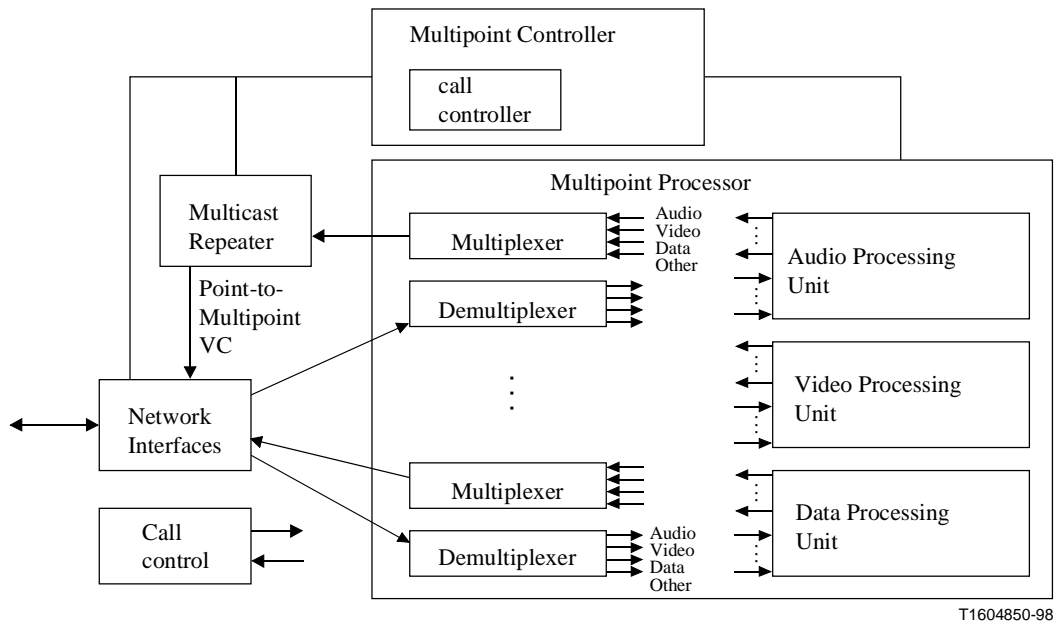 Multipoint Controller
call
controller
Multipoint Processor
Multicast
Repeater
Multiplexer
Audio
Video
Data
Other
Audio Processing
Unit
Point-to-
Multipoint
VC
Demultiplexer
Video Processing
Unit
Network
Interfaces
Multiplexer
Data Processing
Unit
Call
control
Demultiplexer
Audio
Video
Data
Other
T1604850-98